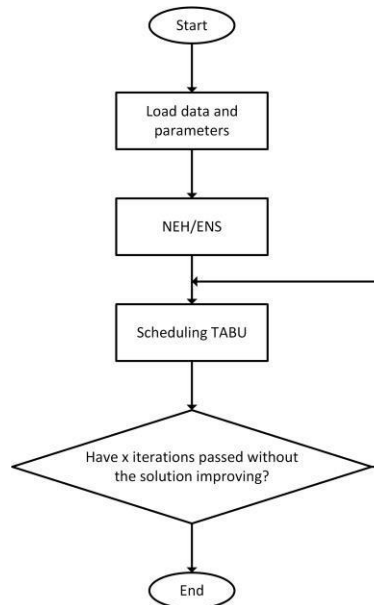 Start
Load data and
parameters
NEH/ENS
Scheduling TABU
Have x iterations passed without
the solution improving?
End